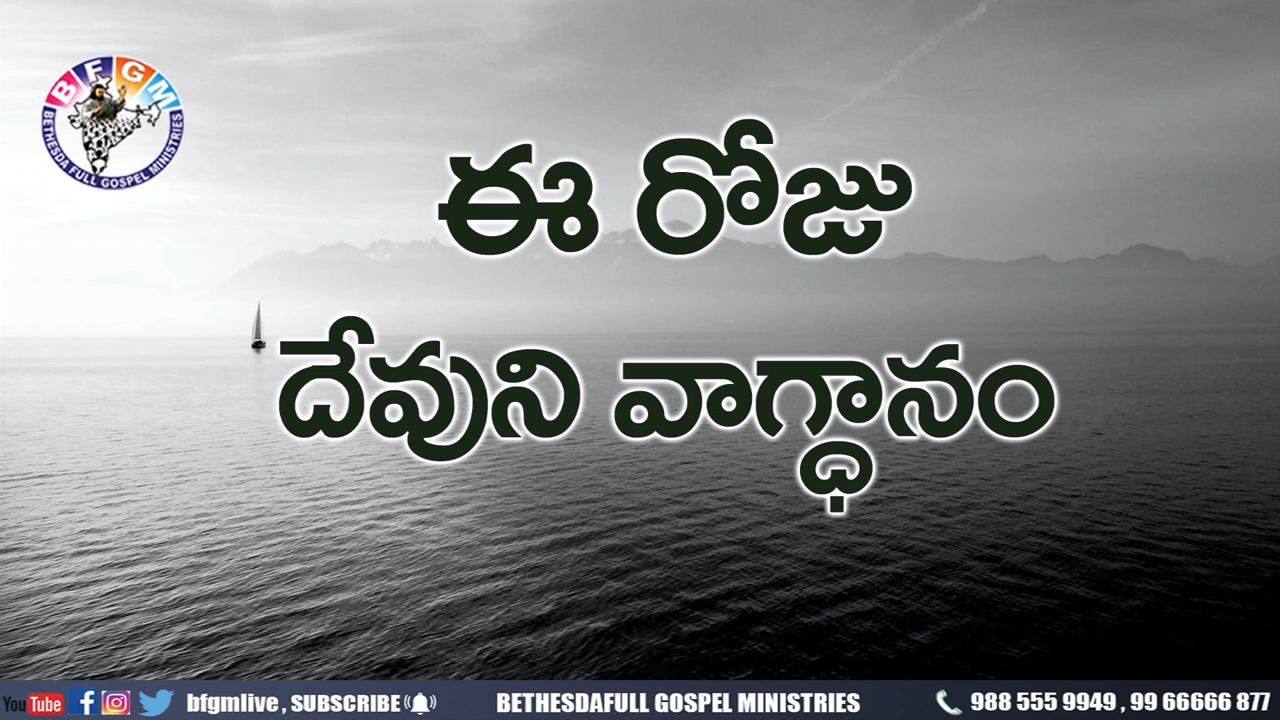 BFGM
BETHESDA FULL GOSPEL MINISTRIES
ఈ రోజు
దేవుని వాగ్ధానం
YouTube bfgmlive , SUBSCRIBE BETHESDAFULL GOSPEL MINISTRIES 988 555 9949 , 99 66666 877